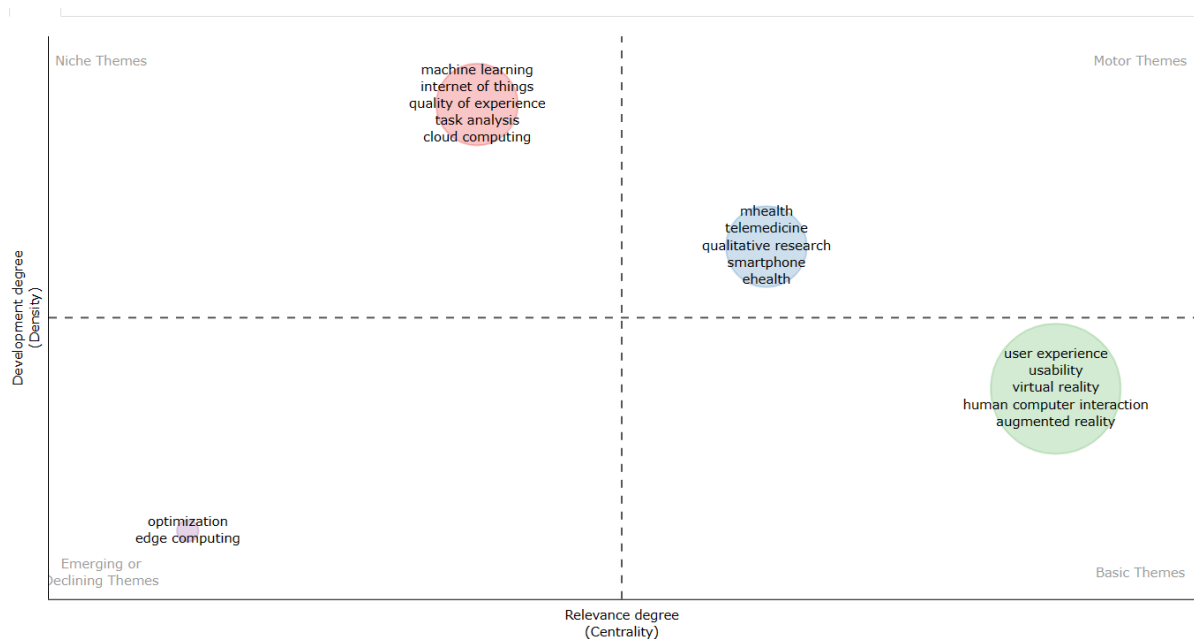 Niche Themes
Motor Themes
machine learning
internet of things
quality of experience
task analysis
cloud computing
mhealth
telemedicine
qualitative research
smartphone
ehealth
Development degree
(Density)
user experience
usability
virtual reality
human computer interaction
augmented reality
optimization
edge computing
Emerging or
Declining Themes
Basic Themes
Relevance degree
(Centrality)